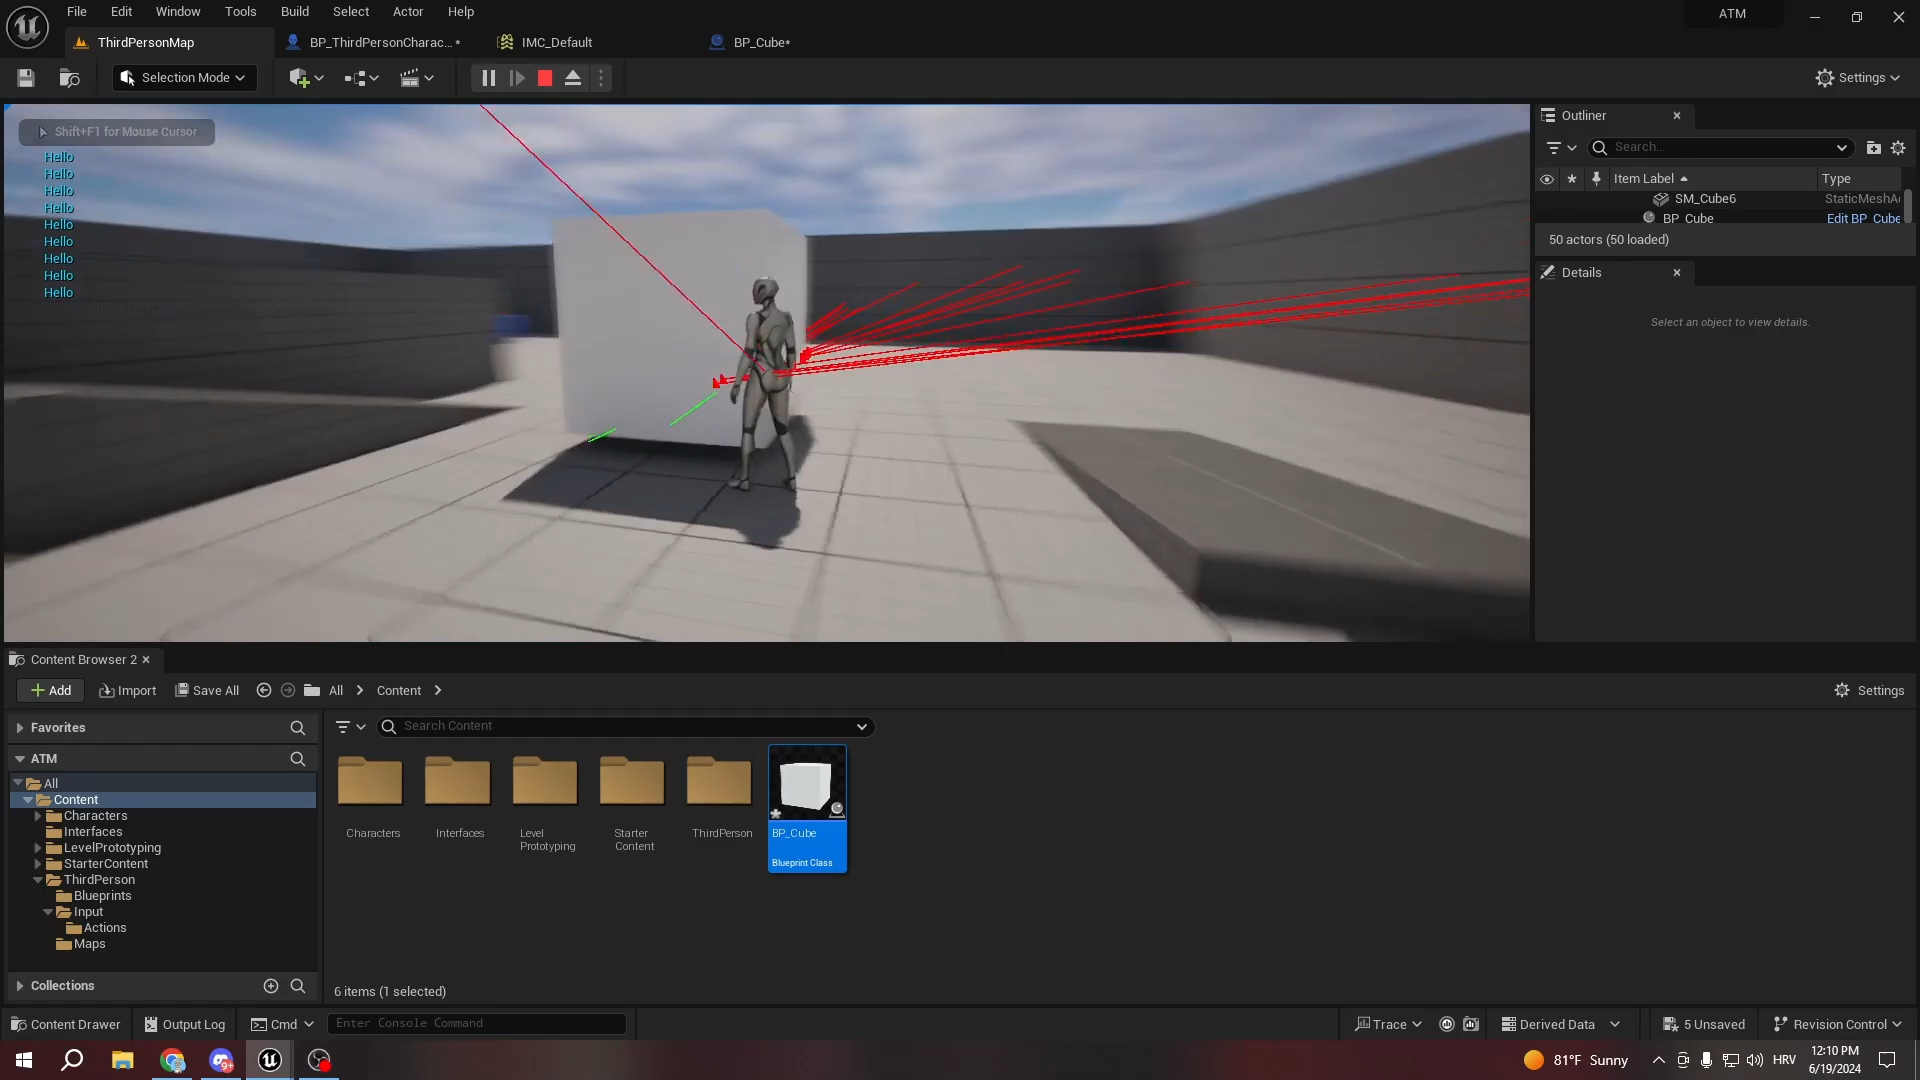 File Edit Window Tools Build Select Actor Help
ATM
ThirdPersonMap
BP_ThirdPersonCharac... *
IMC_Default
BP_Cube*
Selection Mode
Settings
Shift+F1 for Mouse Cursor
Hello
Hello
Hello
Hello
Hello
Hello
Hello
Hello
Hello
Outliner
Search...
Item Label
Type
SM_Cube6
StaticMeshAc
BP_Cube
Edit BP_Cube
50 actors (50 loaded)
Details
Select an object to view details.
Content Browser 2
Add
Import
Save All
All
Content
Settings
Favorites
Search Content
ATM
All
Content
Characters
Interfaces
LevelPrototyping
StarterContent
ThirdPerson
Blueprints
Input
Actions
Maps
Collections
Characters
Interfaces
Level
Prototyping
Starter
Content
ThirdPerson
BP_Cube
Blueprint Class
6 items (1 selected)
Content Drawer
Output Log
Cmd
Enter Console Command
Trace
Derived Data
5 Unsaved
Revision Control
9+
81°F Sunny
HRV
12:10 PM
6/19/2024